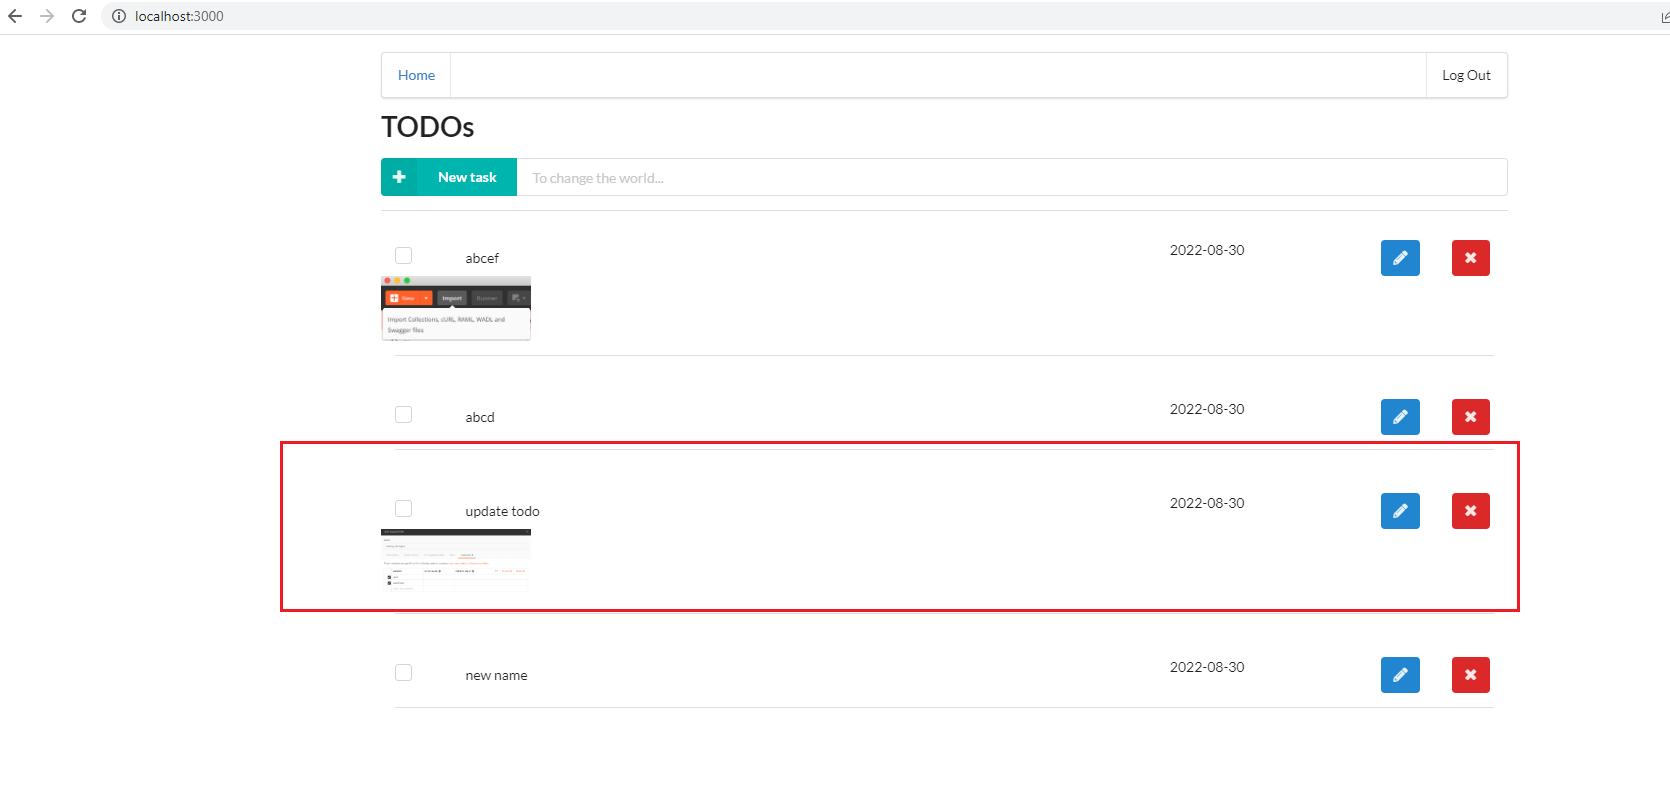 localhost:3000
Home
Log Out
TODOs
New task
To change the world...
abcef
2022-08-30
New
Import
Runner
Import Collections, cURL, RAML, WADL and
Swagger files
abcd
2022-08-30
update todo
2022-08-30
new name
2022-08-30